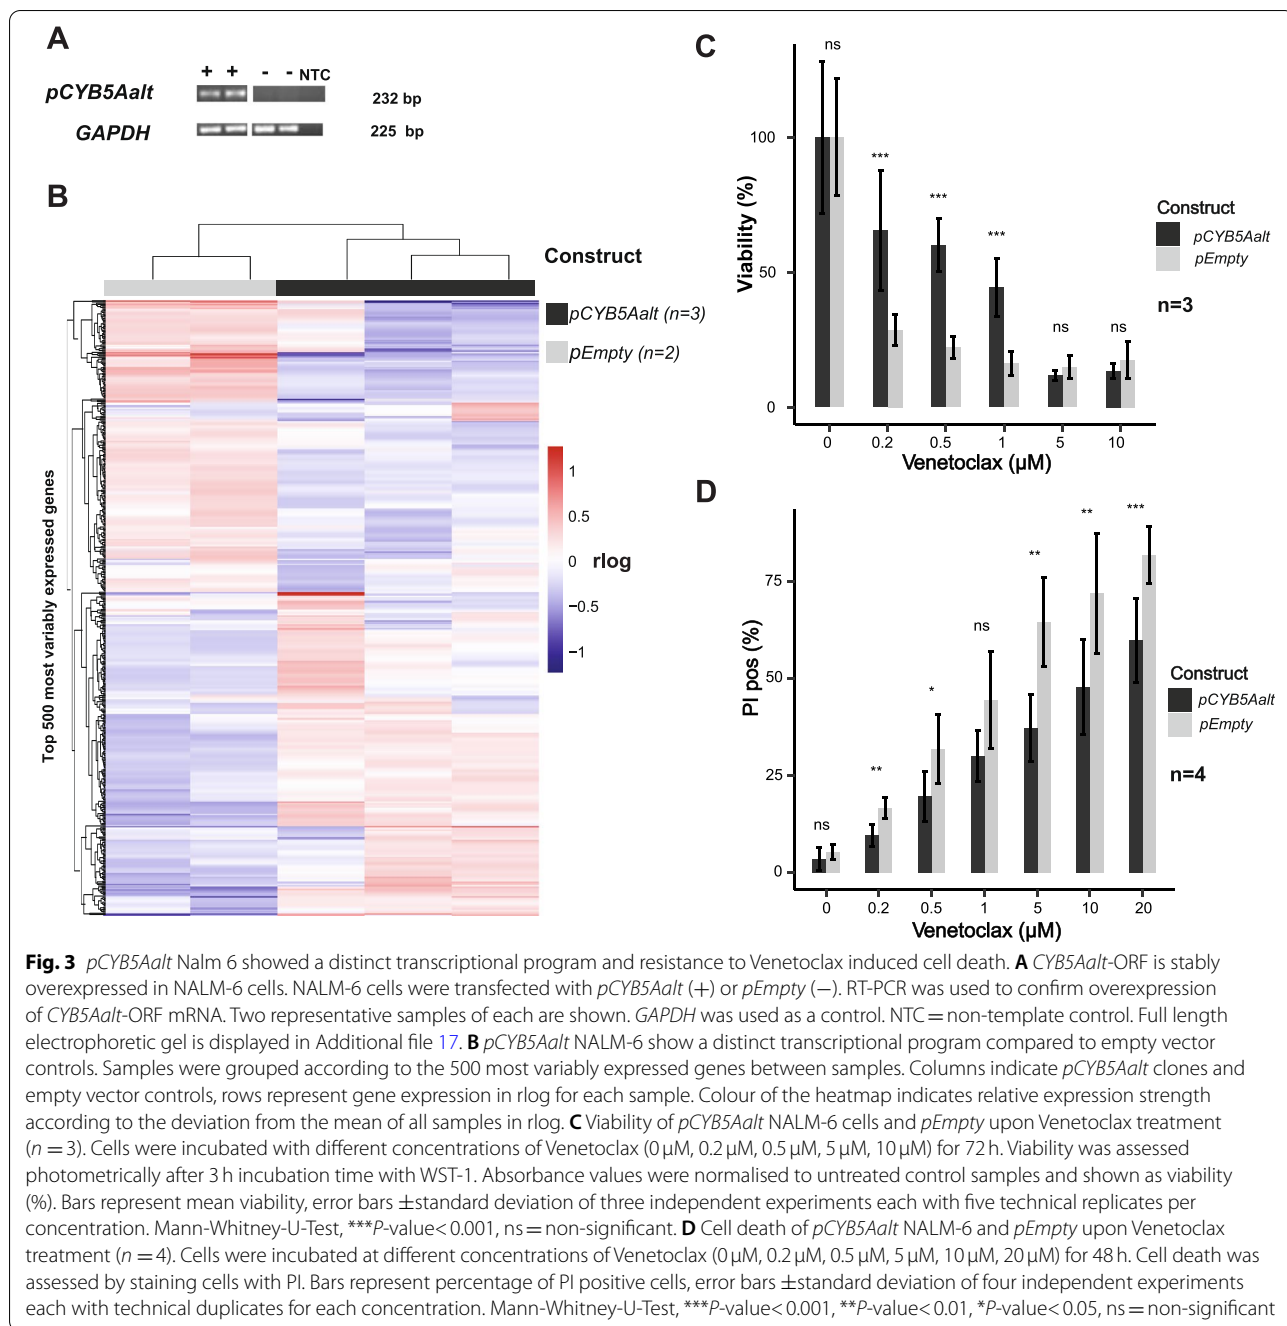 A
+ + - - NTC
pCYB5Aalt
232 bp
GAPDH
225 bp
B
Construct
pCYB5Aalt (n=3)
pEmpty (n=2)
Top 500 most variably expressed genes
1
0.5
0
−0.5
−1
rlog
C
Viability (%)
100
50
0
ns
***
***
***
ns
ns
0 0.2 0.5 1 5 10
Venetoclax (µM)
Construct
pCYB5Aalt
pEmpty
n=3
D
PI pos (%)
75
50
25
0
ns
**
*
ns
**
**
***
0 0.2 0.5 1 5 10 20
Venetoclax (µM)
Construct
pCYB5Aalt
pEmpty
n=4
Fig. 3 pCYB5Aalt Nalm 6 showed a distinct transcriptional program and resistance to Venetoclax induced cell death. A CYB5Aalt-ORF is stably
overexpressed in NALM-6 cells. NALM-6 cells were transfected with pCYB5Aalt (+) or pEmpty (−). RT-PCR was used to confirm overexpression
of CYB5Aalt-ORF mRNA. Two representative samples of each are shown. GAPDH was used as a control. NTC = non-template control. Full length
electrophoretic gel is displayed in Additional file 17. B pCYB5Aalt NALM-6 show a distinct transcriptional program compared to empty vector
controls. Samples were grouped according to the 500 most variably expressed genes between samples. Columns indicate pCYB5Aalt clones and
empty vector controls, rows represent gene expression in rlog for each sample. Colour of the heatmap indicates relative expression strength
according to the deviation from the mean of all samples in rlog. C Viability of pCYB5Aalt NALM-6 cells and pEmpty upon Venetoclax treatment
(n = 3). Cells were incubated with different concentrations of Venetoclax (0 µM, 0.2 µM, 0.5 µM, 5 µM, 10 µM) for 72 h. Viability was assessed
photometrically after 3 h incubation time with WST-1. Absorbance values were normalised to untreated control samples and shown as viability
(%). Bars represent mean viability, error bars ±standard deviation of three independent experiments each with five technical replicates per
concentration. Mann-Whitney-U-Test, ***P-value< 0.001, ns = non-significant. D Cell death of pCYB5Aalt NALM-6 and pEmpty upon Venetoclax
treatment (n = 4). Cells were incubated at different concentrations of Venetoclax (0 µM, 0.2 µM, 0.5 µM, 5 µM, 10 µM, 20 µM) for 48 h. Cell death was
assessed by staining cells with PI. Bars represent percentage of PI positive cells, error bars ±standard deviation of four independent experiments
each with technical duplicates for each concentration. Mann-Whitney-U-Test, ***P-value< 0.001, **P-value< 0.01, *P-value< 0.05, ns = non-significant